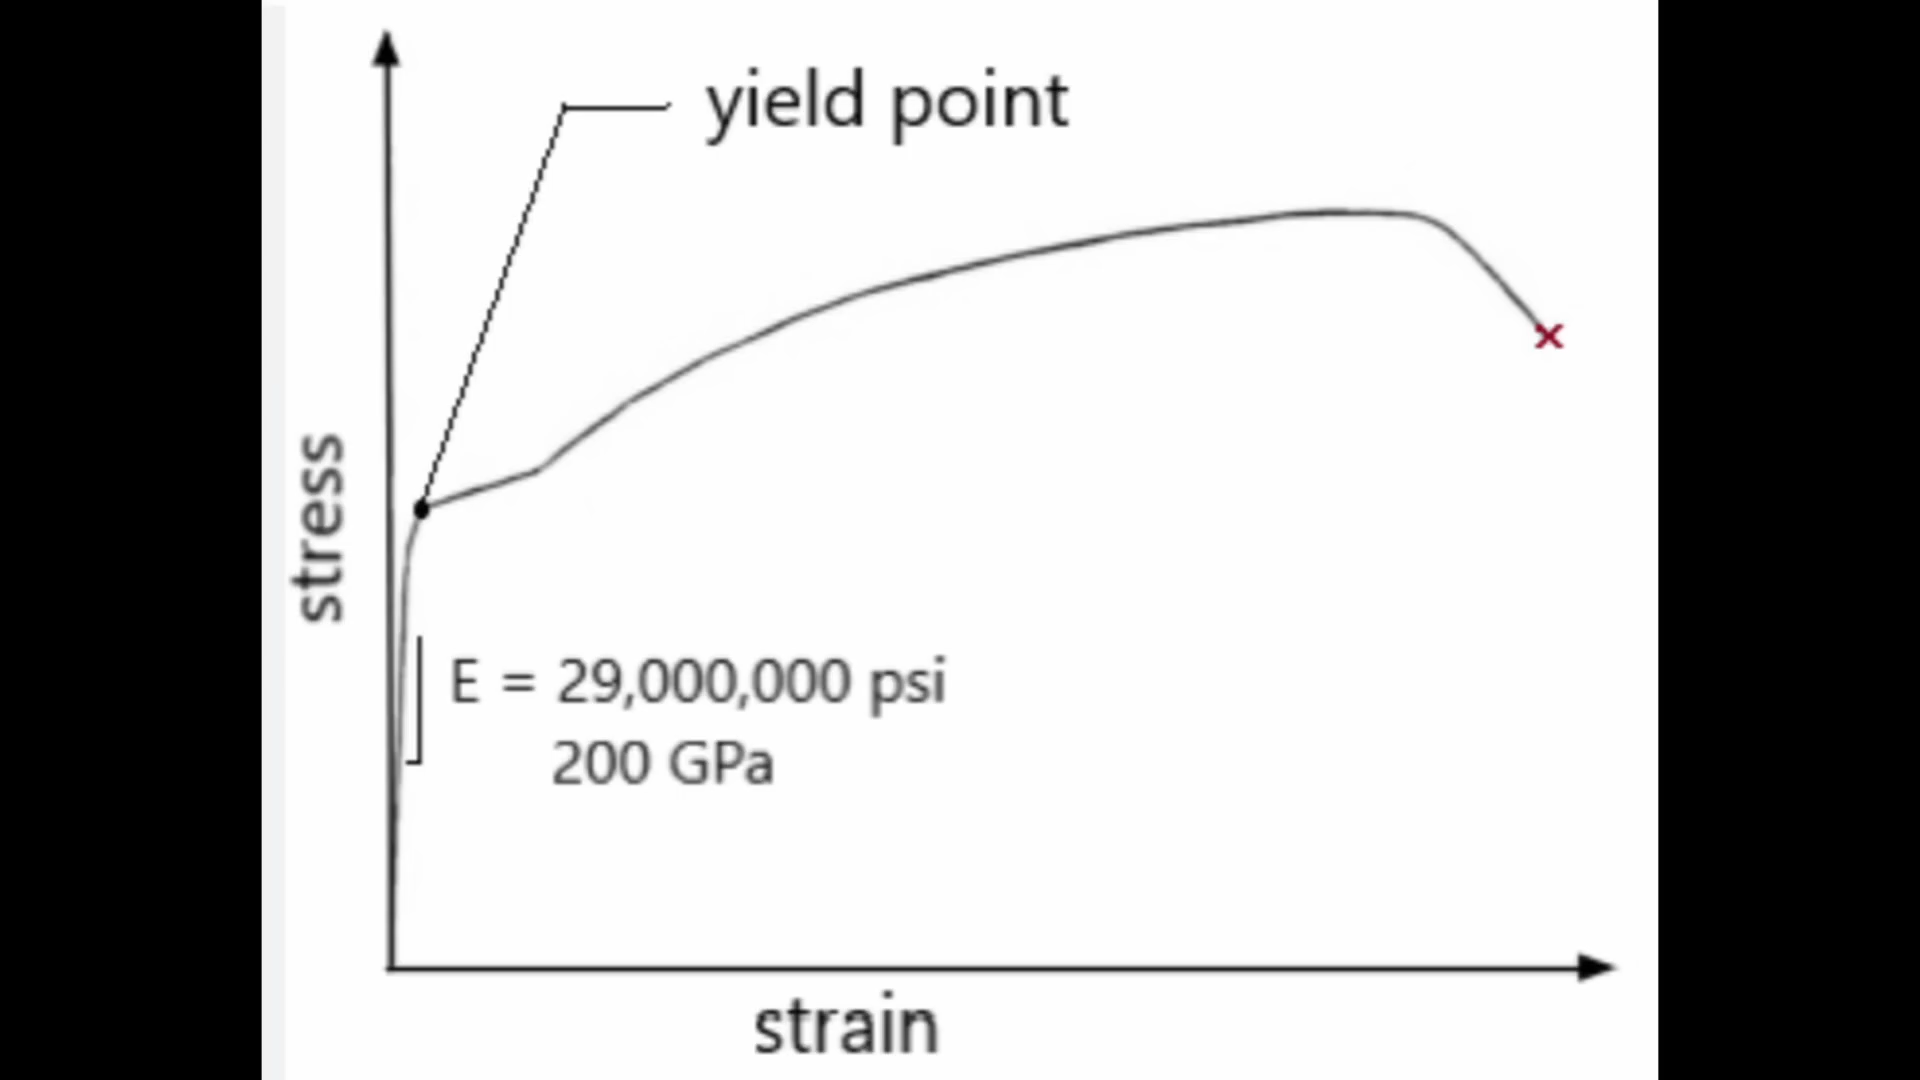 yield point
stress
E = 29,000,000 psi
200 GPa
strain